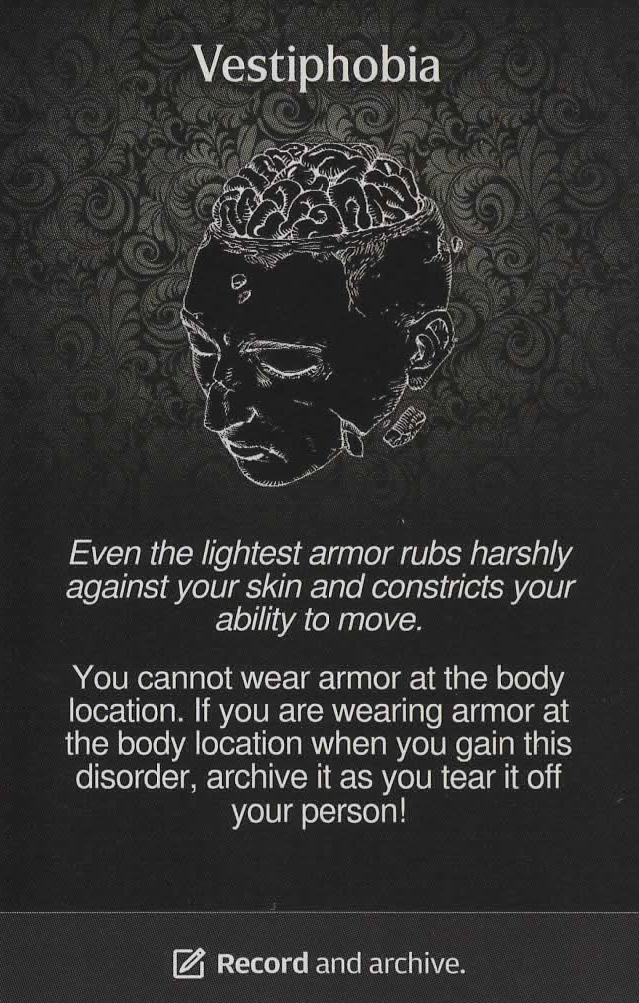 Vestiphobia
Even the lightest armor rubs harshly
against your skin and constricts your
ability to move.
You cannot wear armor at the body
location. If you are wearing armor at
the body location when you gain this
disorder, archive it as you tear it off
your person!
Record and archive.